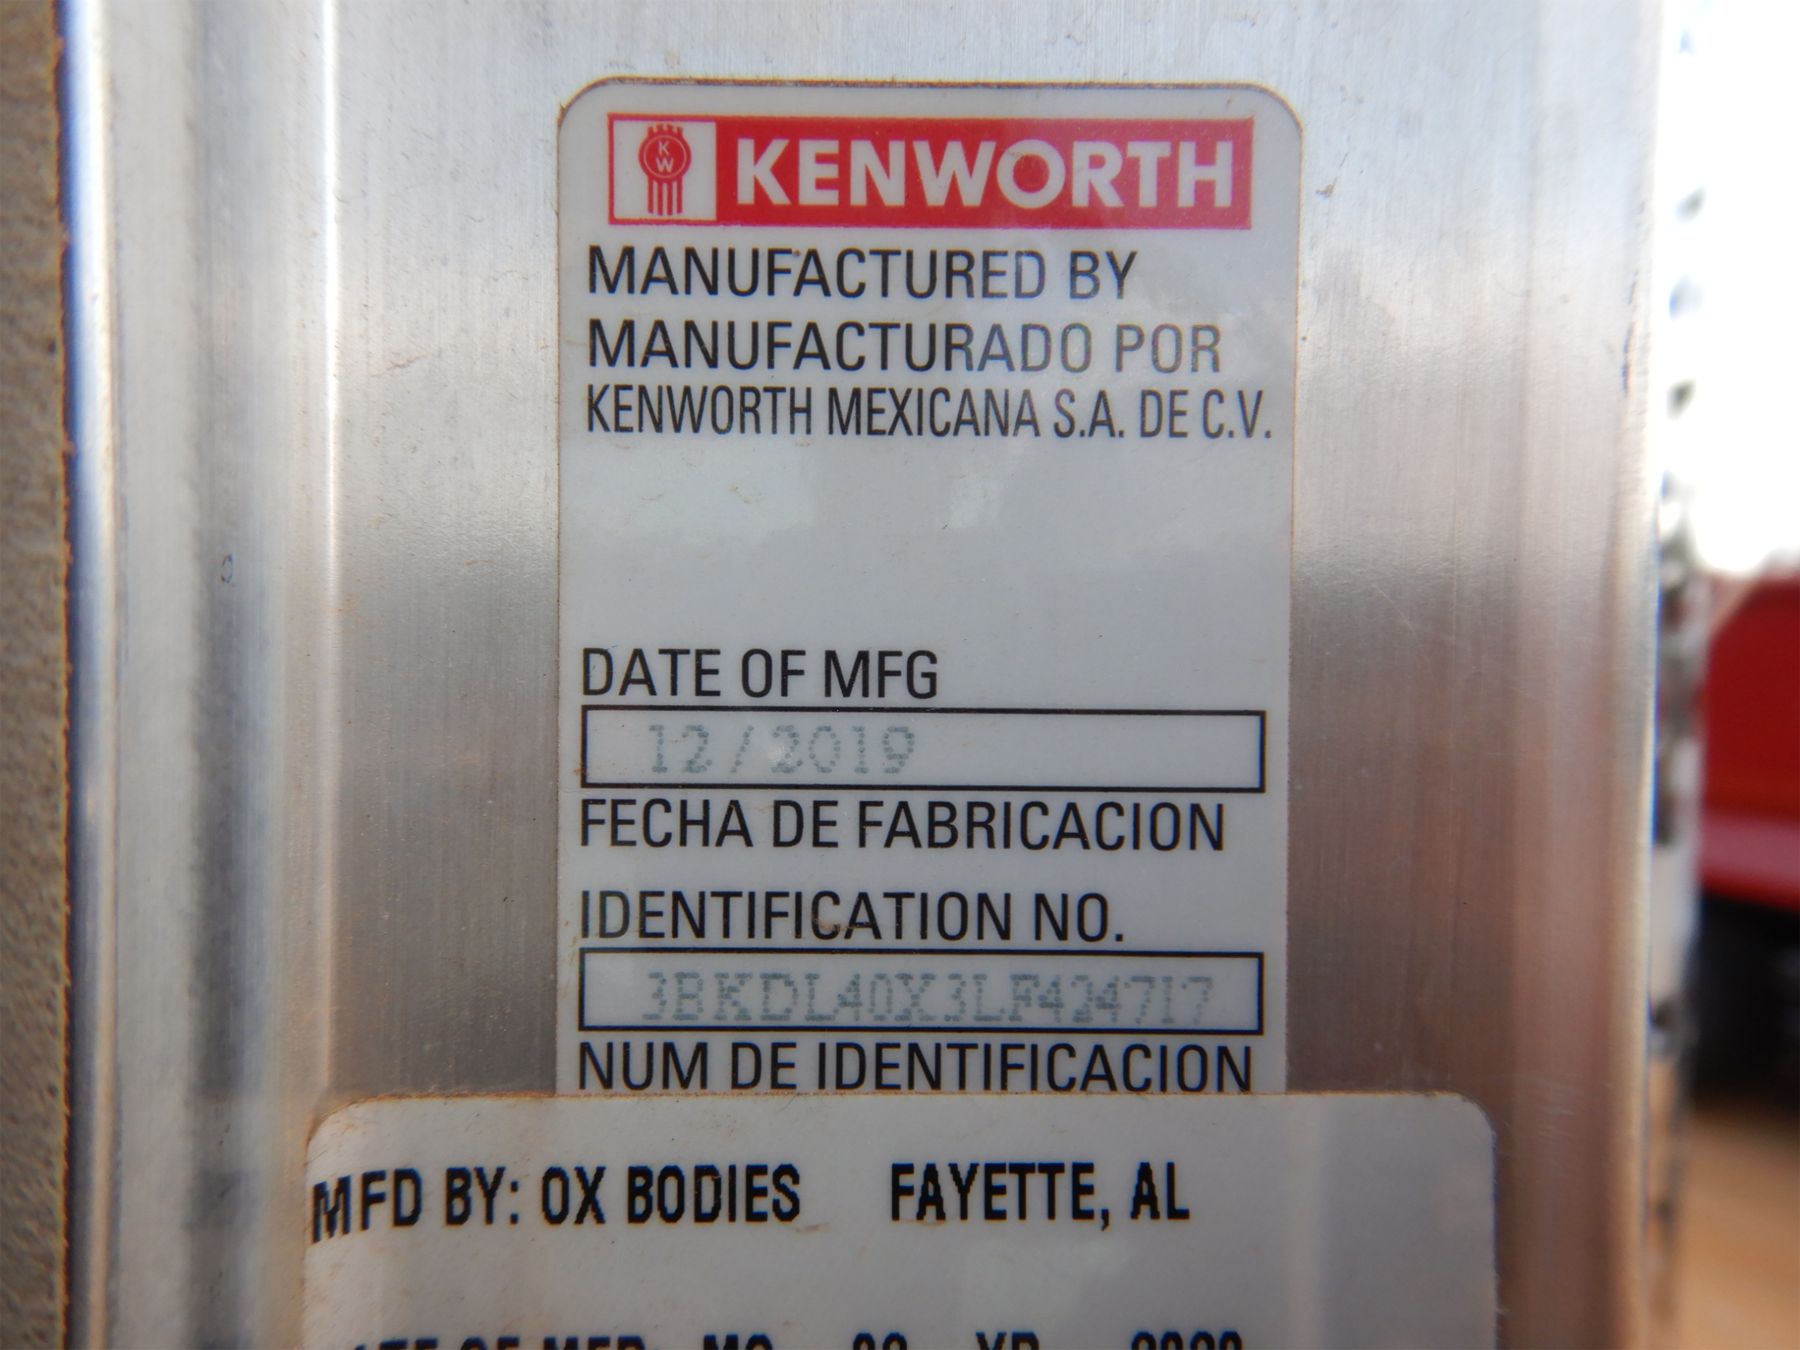 KW KENWORTH
MANUFACTURED BY
MANUFACTURADO POR
KENWORTH MEXICANA S.A. DE C.V.
DATE OF MFG
12/2019
FECHA DE FABRICACION
IDENTIFICATION NO.
3BKDL40X3LF424717
NUM DE IDENTIFICACION
MFD BY: OX BODIES FAYETTE, AL